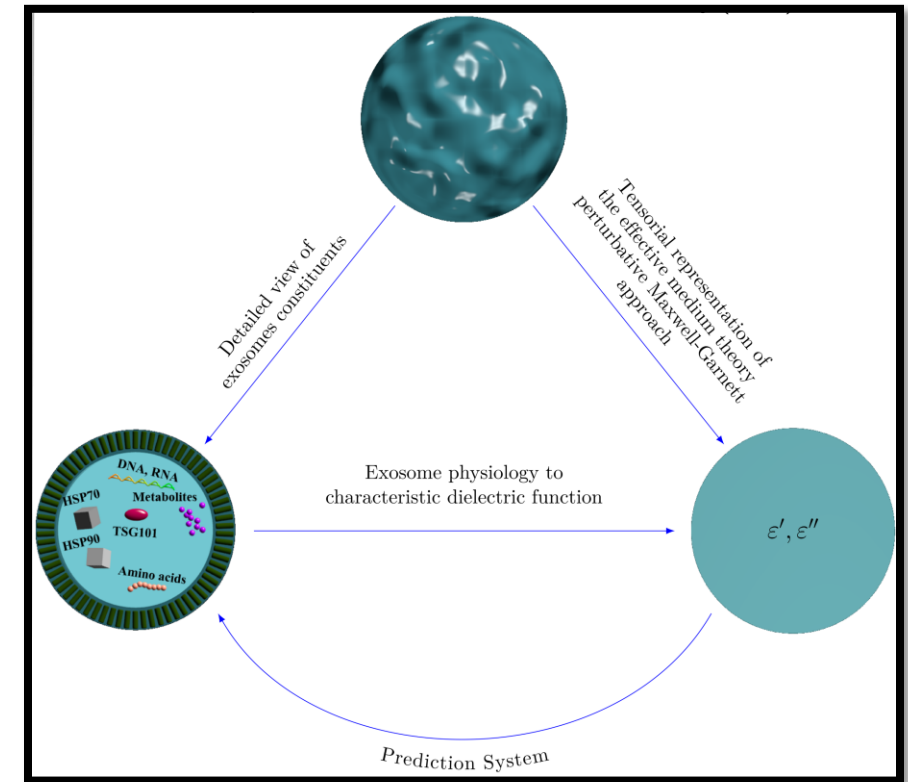 Detailed view of
exosomes constituents
Tensorial representation of
the effective medium theory
perturbative Maxwell-Garnett
approach
DNA, RNA
HSP70
Metabolites
TSG101
HSP90
Amino acids
Exosome physiology to
characteristic dielectric function
ε′, ε″
Prediction System